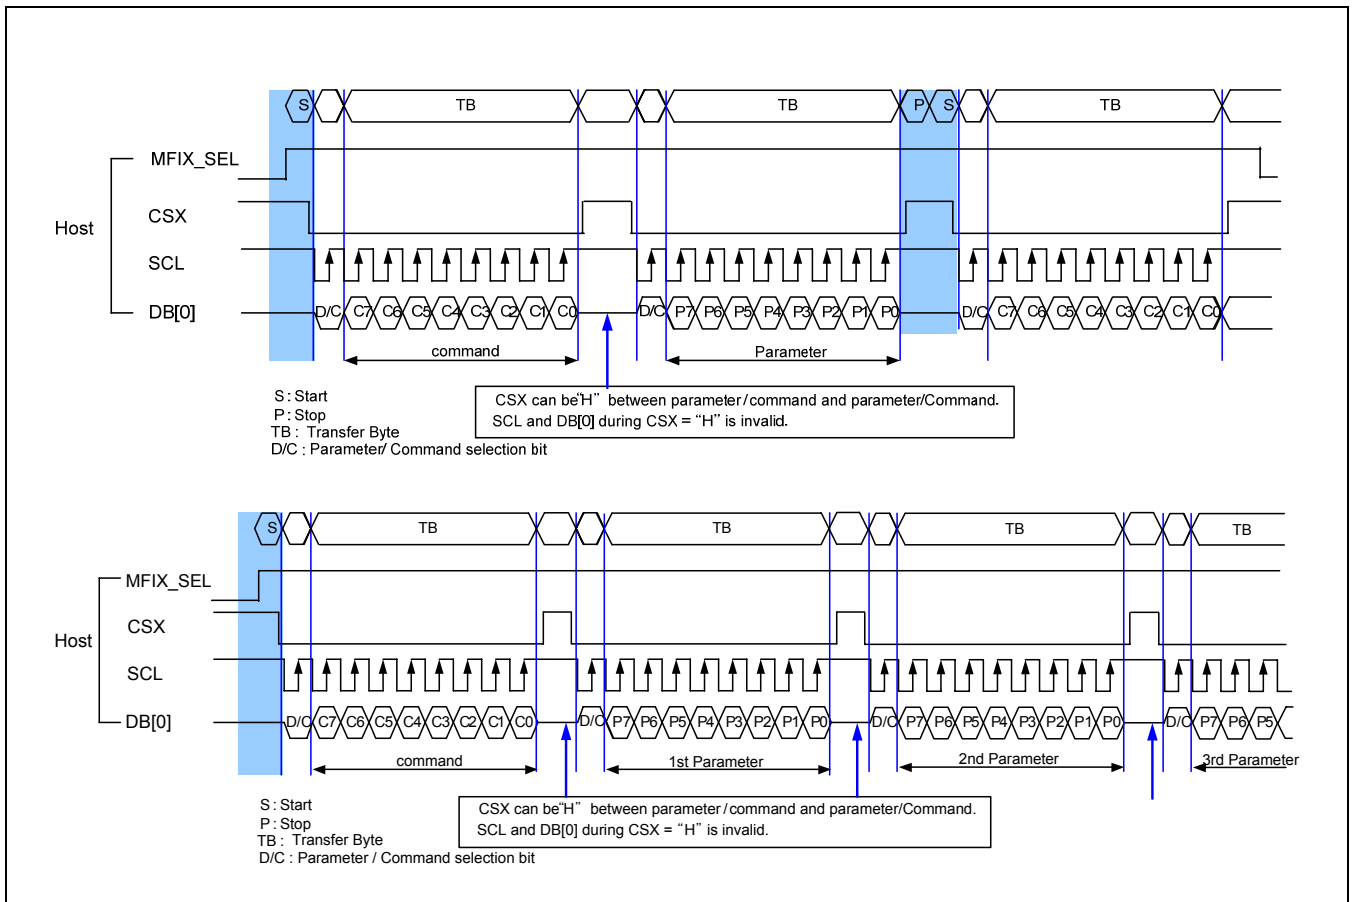 S TB TB P S TB
MFIX_SEL
CSX
Host
SCL
DB[0] D/C C7 C6 C5 C4 C3 C2 C1 C0 D/C P7 P6 P5 P4 P3 P2 P1 P0 D/C C7 C6 C5 C4 C3 C2 C1 C0
command Parameter
S : Start
P : Stop
TB : Transfer Byte
D/C : Parameter/ Command selection bit
CSX can be “H” between parameter/command and parameter/Command.
SCL and DB[0] during CSX = “H” is invalid.
S TB TB TB TB
MFIX_SEL
CSX
Host
SCL
DB[0] D/C C7 C6 C5 C4 C3 C2 C1 C0 D/C P7 P6 P5 P4 P3 P2 P1 P0 D/C P7 P6 P5 P4 P3 P2 P1 P0 D/C P7 P6 P5
command 1st Parameter 2nd Parameter 3rd Parameter
S : Start
P : Stop
TB : Transfer Byte
D/C : Parameter / Command selection bit
CSX can be “H” between parameter/command and parameter/Command.
SCL and DB[0] during CSX = “H” is invalid.